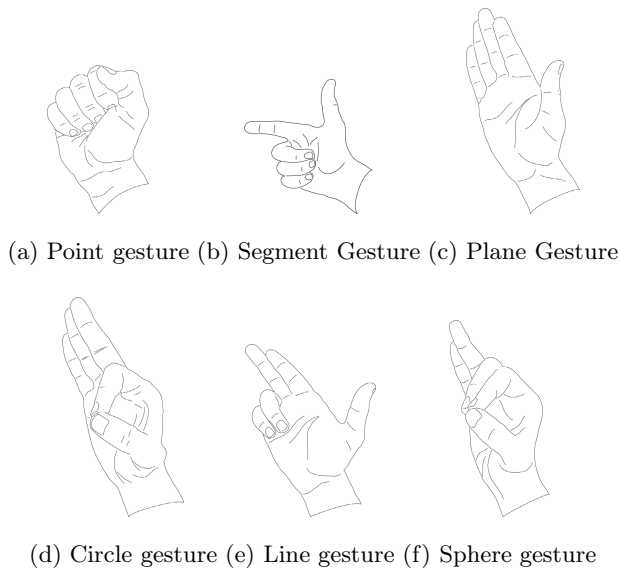 (a) Point gesture (b) Segment Gesture (c) Plane Gesture
(d) Circle gesture (e) Line gesture (f) Sphere gesture